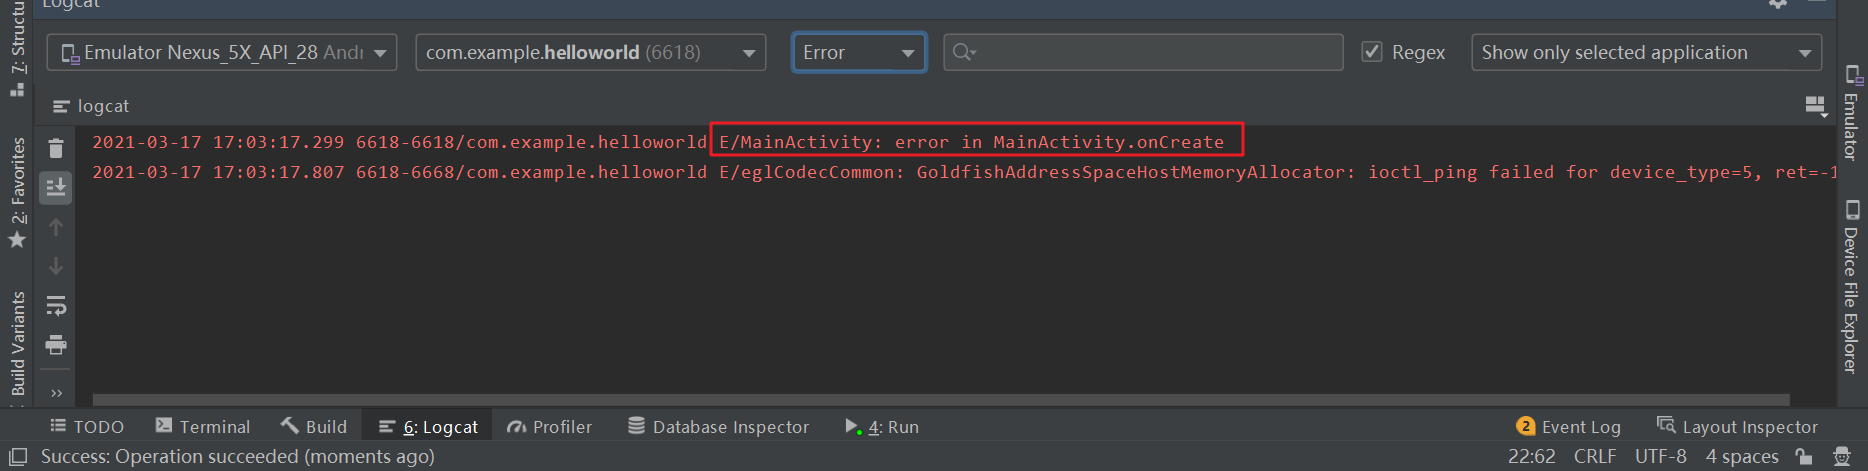 Logcat
Emulator Nexus_5X_API_28 Andr
com.example.helloworld (6618)
Error
Regex
Show only selected application
logcat
2021-03-17 17:03:17.299 6618-6618/com.example.helloworld E/MainActivity: error in MainActivity.onCreate
2021-03-17 17:03:17.807 6618-6668/com.example.helloworld E/eglCodecCommon: GoldfishAddressSpaceHostMemoryAllocator: ioctl_ping failed for device_type=5, ret=-1
7: Structu
2: Favorites
Build Variants
Emulator
Device File Explorer
TODO
Terminal
Build
6: Logcat
Profiler
Database Inspector
4: Run
2 Event Log
Layout Inspector
Success: Operation succeeded (moments ago)
22:62 CRLF UTF-8 4 spaces